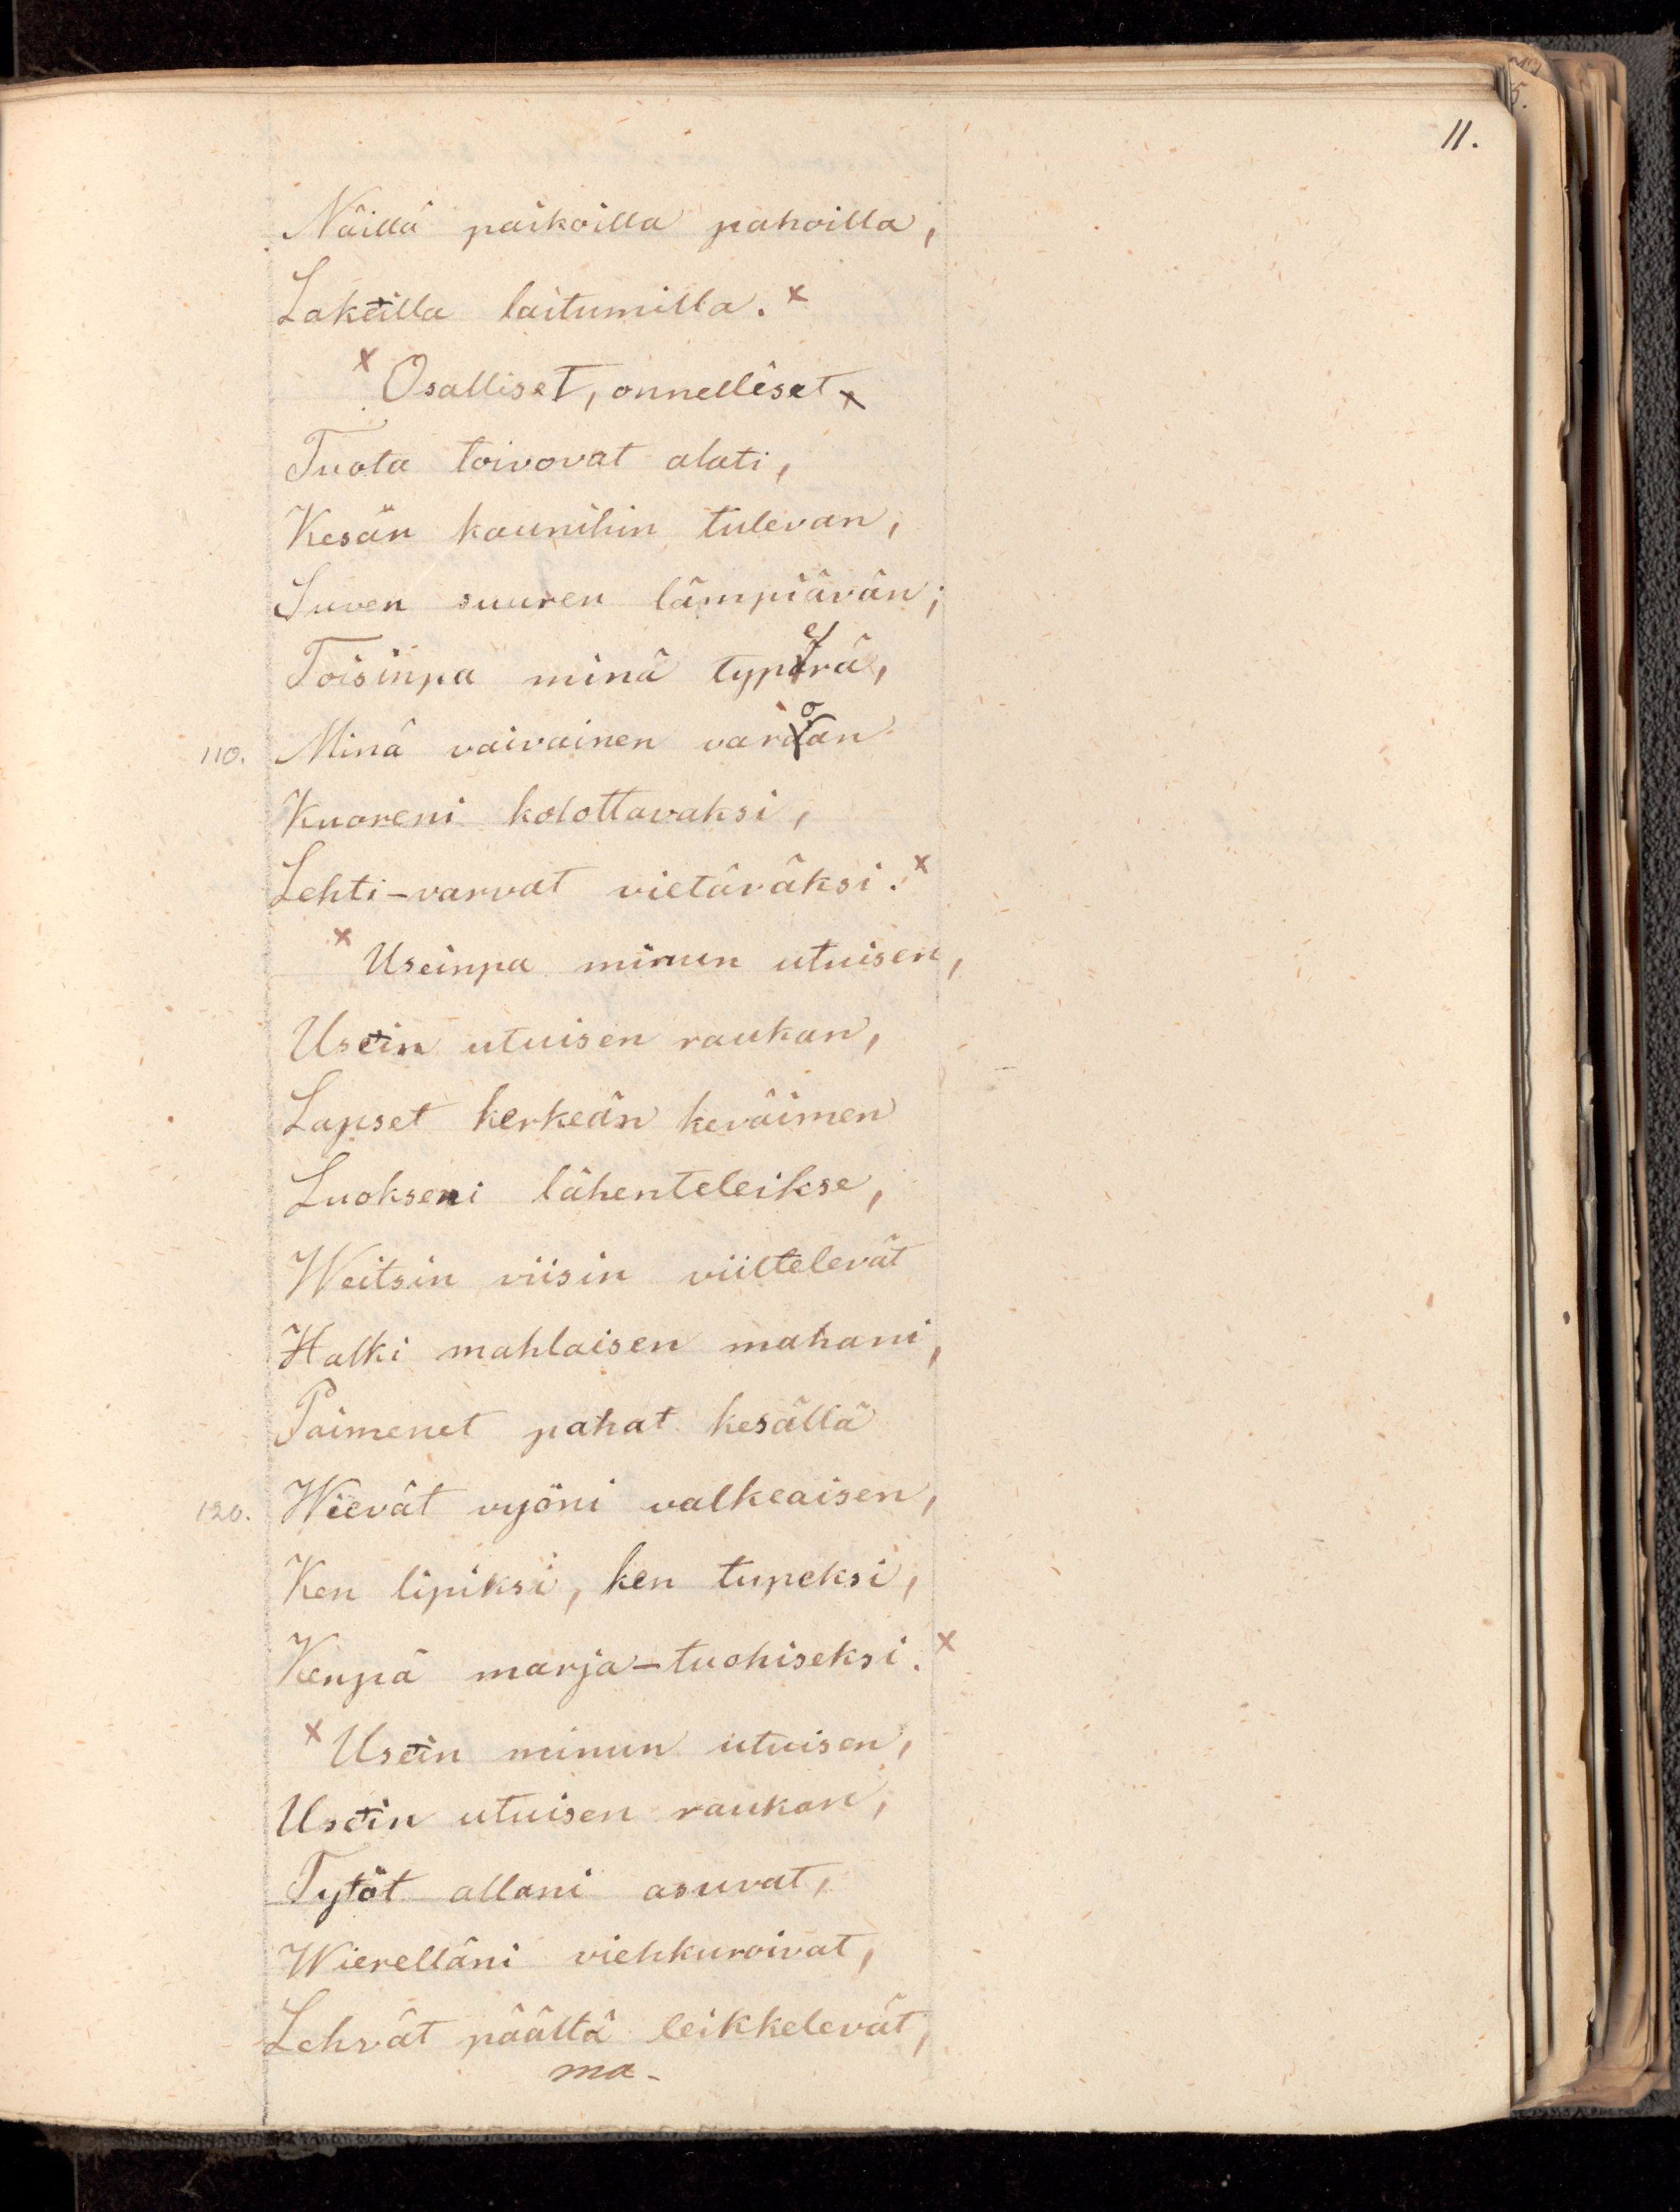 11.
Näillä paikoilla pahoilla,
Lakeilla laitumilla. x
x Osalliset, onnelliset x
Tuota toivovat alati,
Kesän kaunihin tulevan,
Suven suuren lämpiävän;
Toisinpa minä typerä,
110. Minä vaivainen varoan
Kuoreni kolottavaksi,
Lehti-varvat vietäväksi. x
x Useinpa minun utuisen,
Usein utuisen raukan,
Lapset kerkeän keväimen
Luokseni lähenteleikse,
Weitsin viisin viiltelevät
Halki mahlaisen mahani,
Paimenet pahat kesällä
120. Wievät vyöni valkeaisen,
Ken lipiksi, ken tupeksi,
Kenpä marja-tuohiseksi. x
x Usein minun utuisen,
Usein utuisen raukan,
Tytöt allani asuvat,
Wierelläni viehkuroivat,
Lehvät päältä leikkelevät,
ma-